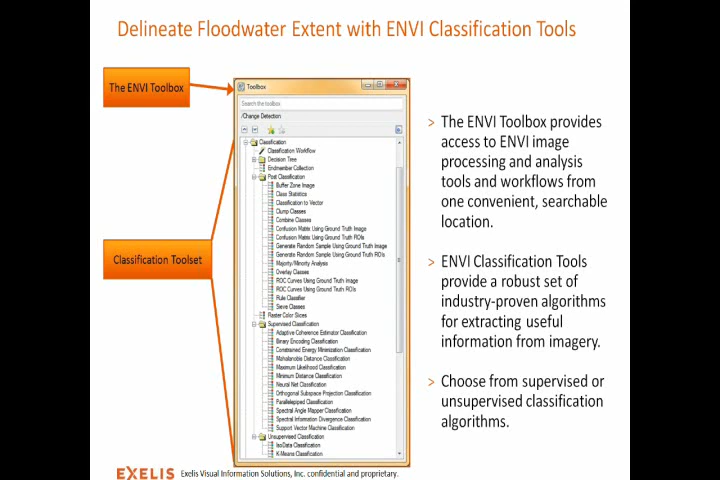 Delineate Floodwater Extent with ENVI Classification Tools
The ENVI Toolbox
Classification Toolset
Toolbox
Search the toolbox
/Change Detection
Classification
Classification Workflow
Decision Tree
Endmember Collection
Post Classification
Buffer Zone Image
Class Statistics
Classification to Vector
Clump Classes
Combine Classes
Confusion Matrix Using Ground Truth Image
Confusion Matrix Using Ground Truth ROIs
Generate Random Sample Using Ground Truth Image
Generate Random Sample Using Ground Truth ROIs
Majority/Minority Analysis
Overlay Classes
ROC Curves Using Ground Truth Image
ROC Curves Using Ground Truth ROIs
Rule Classifier
Sieve Classes
Raster Color Slices
Supervised Classification
Adaptive Coherence Estimator Classification
Binary Encoding Classification
Constrained Energy Minimization Classification
Mahalanobis Distance Classification
Maximum Likelihood Classification
Minimum Distance Classification
Neural Net Classification
Orthogonal Subspace Projection Classification
Parallelepiped Classification
Spectral Angle Mapper Classification
Spectral Information Divergence Classification
Support Vector Machine Classification
Unsupervised Classification
IsoData Classification
K-Means Classification
> The ENVI Toolbox provides
access to ENVI image
processing and analysis
tools and workflows from
one convenient, searchable
location.
> ENVI Classification Tools
provide a robust set of
industry-proven algorithms
for extracting useful
information from imagery.
> Choose from supervised or
unsupervised classification
algorithms.
EXELIS Exelis Visual Information Solutions, Inc. confidential and proprietary.